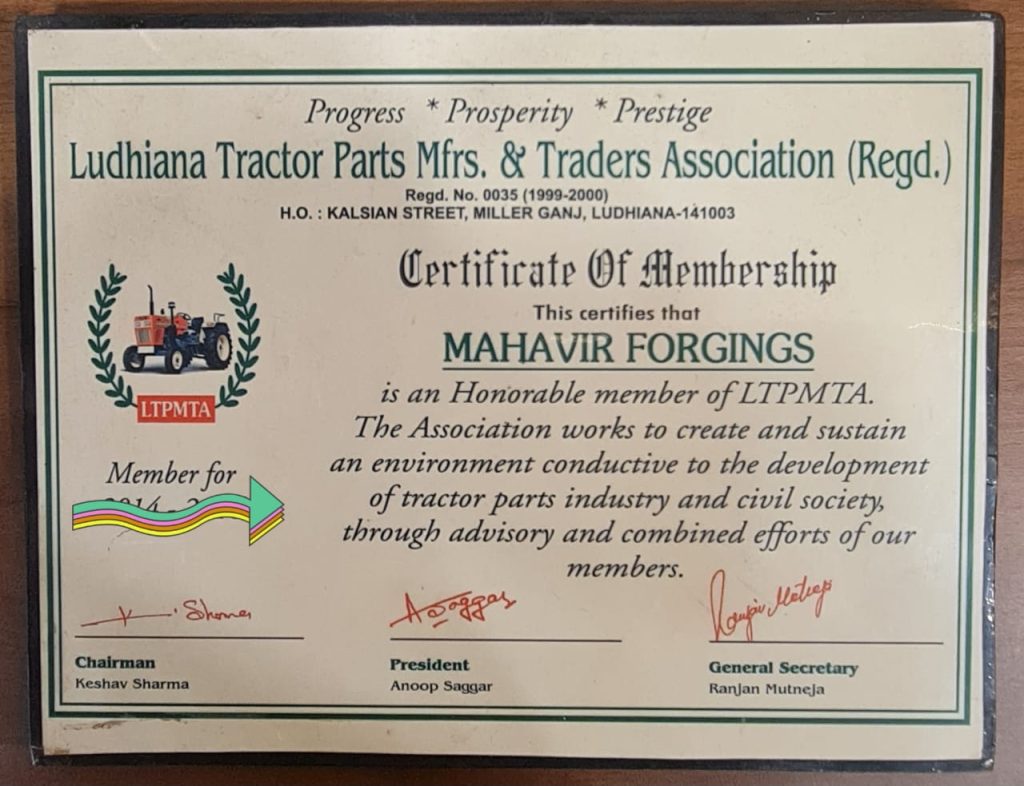 Progress * Prosperity * Prestige
Ludhiana Tractor Parts Mfrs. & Traders Association (Regd.)
Regd. No. 0035 (1999-2000)
H.O. : KALSIAN STREET, MILLER GANJ, LUDHIANA-141003
Certificate Of Membership
This certifies that
MAHAVIR FORGINGS
is an Honorable member of LTPMTA.
The Association works to create and sustain
an environment conductive to the development
of tractor parts industry and civil society,
through advisory and combined efforts of our
members.
LTPMTA
Member for
K Sharma
A Saggar
Ranjan Mutneja
Chairman
Keshav Sharma
President
Anoop Saggar
General Secretary
Ranjan Mutneja